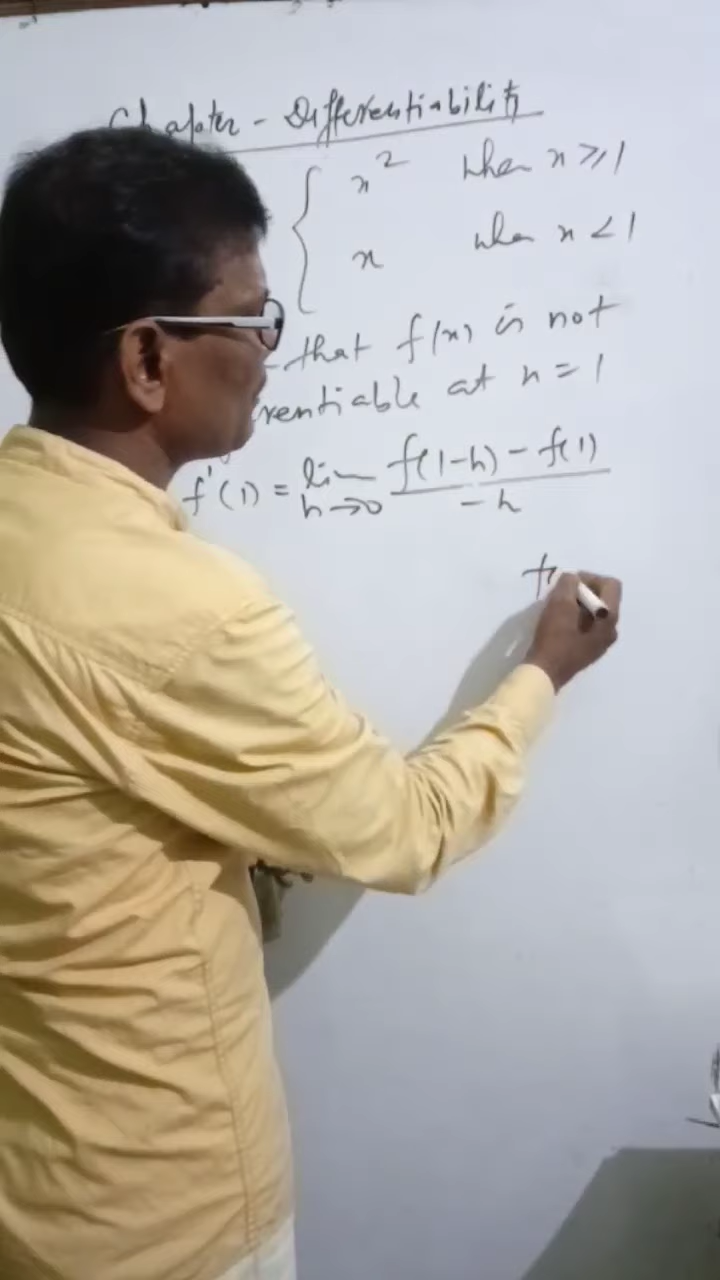 Chapter - Differentiability
{ x² when x ≥ 1
x when x < 1
that f(x) is not
rentiable at x = 1
f'(1) = lim h→0 f(1-h) - f(1) / -h
f